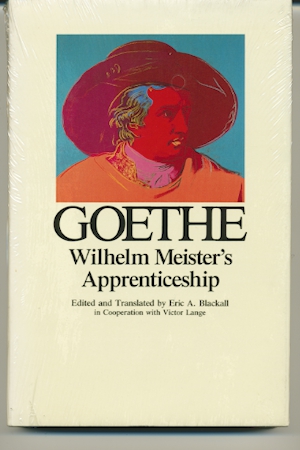 GOETHE
Wilhelm Meister's
Apprenticeship
Edited and Translated by Eric A. Blackall
in Cooperation with Victor Lange